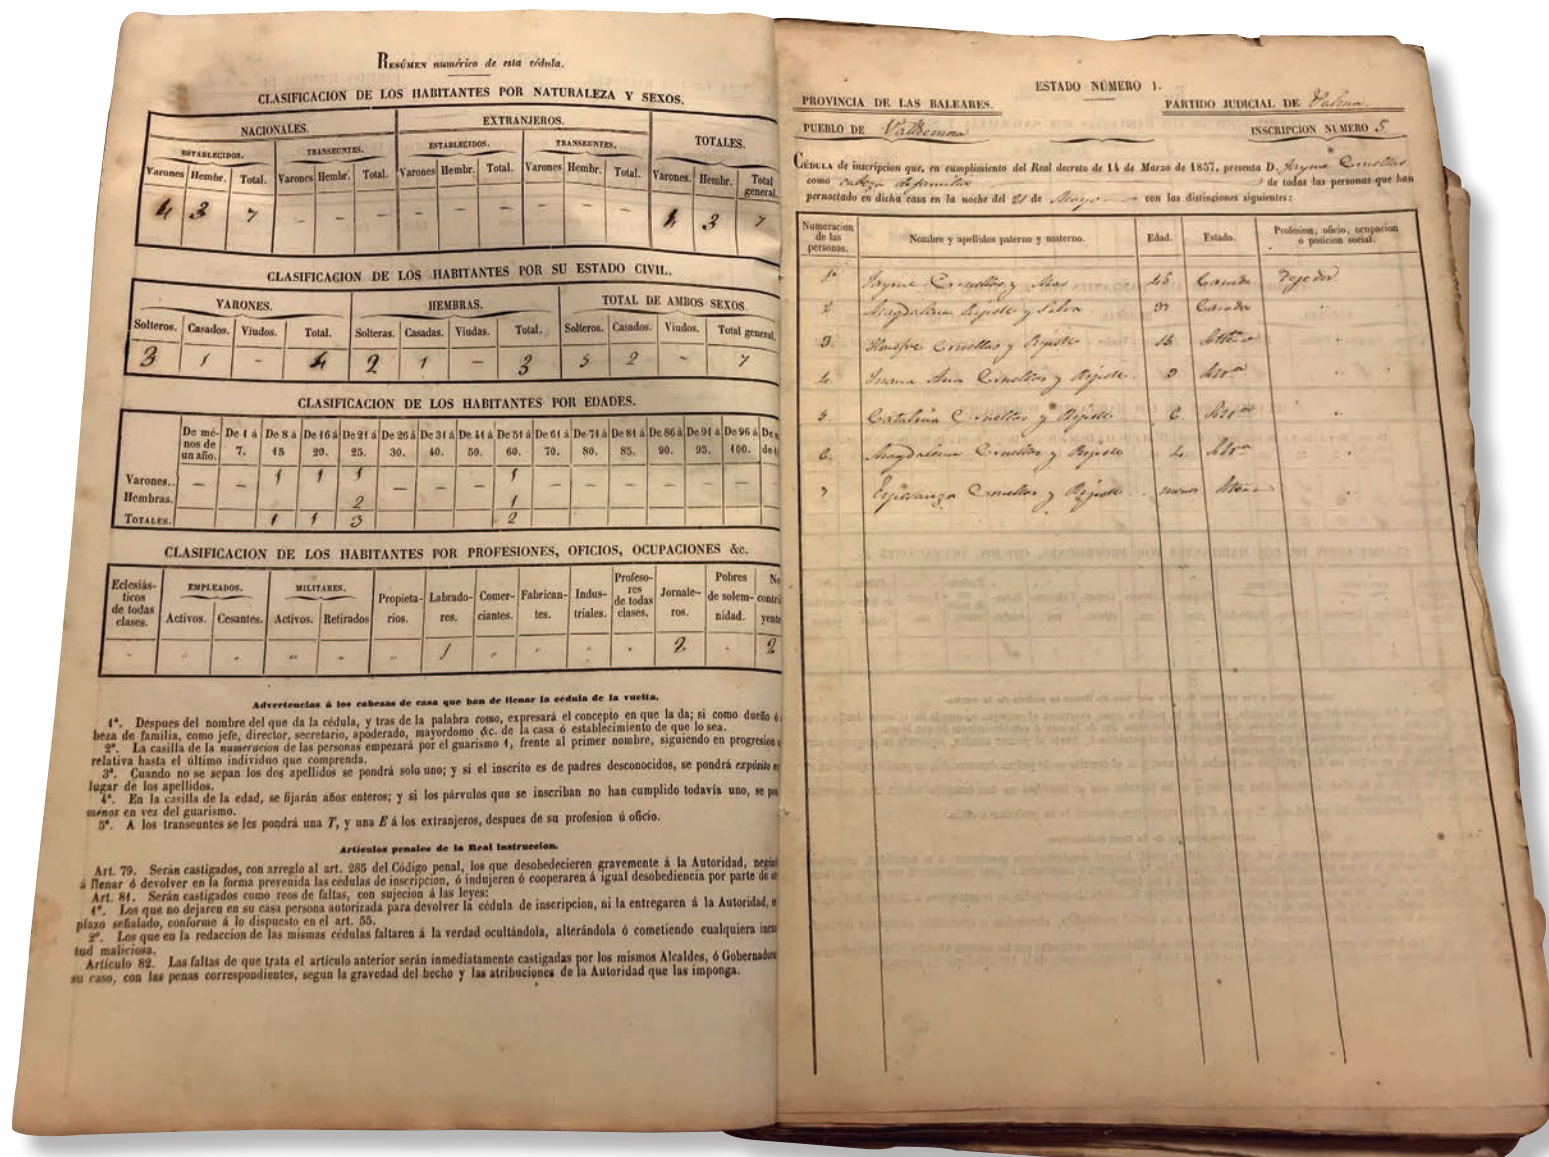 RESÚMEN numérico de esta cédula.
CLASIFICACION DE LOS HABITANTES POR NATURALEZA Y SEXOS.
NACIONALES. EXTRANJEROS. TOTALES.
ESTABLECIDOS. TRANSEUNTES. ESTABLECIDOS. TRANSEUNTES.
Varones Hembr. Total. Varones Hembr. Total. Varones Hembr. Total. Varones Hembr. Total. Varones. Hembr. Total general.
4 3 7 - - - - - - - - - 4 3 7
CLASIFICACION DE LOS HABITANTES POR SU ESTADO CIVIL.
VARONES. HEMBRAS. TOTAL DE AMBOS SEXOS.
Solteros. Casados. Viudos. Total. Solteras. Casadas. Viudas. Total. Solteros. Casados. Viudos. Total general.
3 1 - 4 2 1 - 3 5 2 - 7
CLASIFICACION DE LOS HABITANTES POR EDADES.
De ménos de un año. De 1 á 7. De 8 á 15 De 16 á 20. De 21 á 25. De 26 á 30. De 31 á 40. De 41 á 50. De 51 á 60. De 61 á 70. De 71 á 80. De 81 á 85. De 86 á 90. De 91 á 95. De 96 á 100.
Varones.. - - 1 1 1 - - - 1 - - - - - -
Hembras. 2 1
TOTALES. 1 1 3 2
CLASIFICACION DE LOS HABITANTES POR PROFESIONES, OFICIOS, OCUPACIONES &c.
Eclesiásticos de todas clases. EMPLEADOS. Activos. Cesantes. MILITARES. Activos. Retirados Propietarios. Labradores. Comerciantes. Fabricantes. Industriales. Profesores de todas clases. Jornaleros. Pobres de solemnidad.
1 2 2
Advertencias á los cabezas de casa que han de llenar la cédula de la vuelta.
1ª. Despues del nombre del que da la cédula, y tras de la palabra como, expresará el concepto en que la da; si como dueño ó
beza de familia, como jefe, director, secretario, apoderado, mayordomo &c. de la casa ó establecimiento de que lo sea.
2ª. La casilla de la numeracion de las personas empezará por el guarismo 1, frente al primer nombre, siguiendo en progresion
relativa hasta el último individuo que comprenda.
3ª. Cuando no se sepan los dos apellidos se pondrá solo uno; y si el inscrito es de padres desconocidos, se pondrá expósito
lugar de los apellidos.
4ª. En la casilla de la edad, se fijarán años enteros; y si los párvulos que se inscriban no han cumplido todavía uno, se
ménos en vez del guarismo.
5ª. A los transeuntes se les pondrá una T, y una E á los extranjeros, despues de su profesion ú oficio.
Artículos penales de la Real instruccion.
Art. 79. Serán castigados, con arreglo al art. 285 del Código penal, los que desobedecieren gravemente á la Autoridad,
á llenar ó devolver en la forma prevenida las cédulas de inscripcion, ó indujeren ó cooperaren á igual desobediencia por parte de
Art. 81. Serán castigados como reos de faltas, con sujecion á las leyes:
1º. Los que no dejaren en su casa persona autorizada para devolver la cédula de inscripcion, ni la entregaren á la Autoridad,
plazo señalado, conforme á lo dispuesto en el art. 55.
2º. Los que en la redaccion de las mismas cédulas faltaren á la verdad ocultándola, alterándola ó cometiendo cualquiera
tud maliciosa.
Artículo 82. Las faltas de que trata el artículo anterior serán inmediatamente castigadas por los mismos Alcaldes, ó
su caso, con las penas correspondientes, segun la gravedad del hecho y las atribuciones de la Autoridad que las imponga.
ESTADO NÚMERO 1.
PROVINCIA DE LAS BALEARES. PARTIDO JUDICIAL DE Palma
PUEBLO DE Valldemosa INSCRIPCION NUMERO 5
CÉDULA de inscripcion que, en cumplimiento del Real decreto de 14 de Marzo de 1857, presenta D. Jayme
como cabeza de familia de todas las personas que han
pernoctado en dicha casa en la noche del 21 de Mayo con las distinciones siguientes:
Numeracion de las personas. Nombre y apellidos paterno y materno. Edad. Estado. Profesion, oficio, ocupacion o posicion social.
1 Jayme y Mas 45 Casado Tejedor
2 Magdalena y Casada
3. y
4. Juana Ana y
5 Catalina y 6
6. Magdalena y 4
7 Esperanza y menos